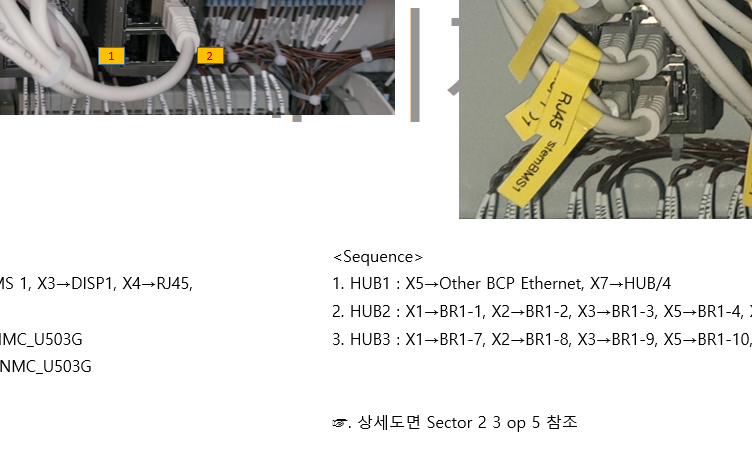 1
2
RJ45
stemBMS1
2
<Sequence>
MS 1, X3→DISP1, X4→RJ45,
1. HUB1 : X5→Other BCP Ethernet, X7→HUB/4
2. HUB2 : X1→BR1-1, X2→BR1-2, X3→BR1-3, X5→BR1-4,
NMC_U503G
3. HUB3 : X1→BR1-7, X2→BR1-8, X3→BR1-9, X5→BR1-10,
NMC_U503G
☞. 상세도면 Sector 2 3 op 5 참조